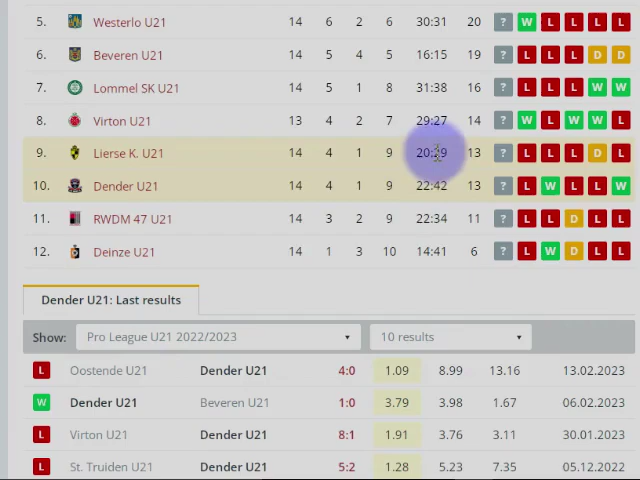 5. Westerlo U21 14 6 2 6 30:31 20 ? W L L L L
6. Beveren U21 14 5 4 5 16:15 19 ? L L L D D
7. Lommel SK U21 14 5 1 8 31:38 16 ? L L L W W
8. Virton U21 13 4 2 7 29:27 14 ? W L W W L
9. Lierse K. U21 14 4 1 9 13 ? L L L D L
10. Dender U21 14 4 1 9 22:42 13 ? L W L L W
11. RWDM 47 U21 14 3 2 9 22:34 11 ? L L D L L
12. Deinze U21 14 1 3 10 14:41 6 ? L W D L L
Dender U21: Last results
Show: Pro League U21 2022/2023 10 results
L Oostende U21 Dender U21 4:0 1.09 8.99 13.16 13.02.2023
W Dender U21 Beveren U21 1:0 3.79 3.98 1.67 06.02.2023
L Virton U21 Dender U21 8:1 1.91 3.76 3.11 30.01.2023
L St. Truiden U21 Dender U21 5:2 1.28 5.23 7.35 05.12.2022